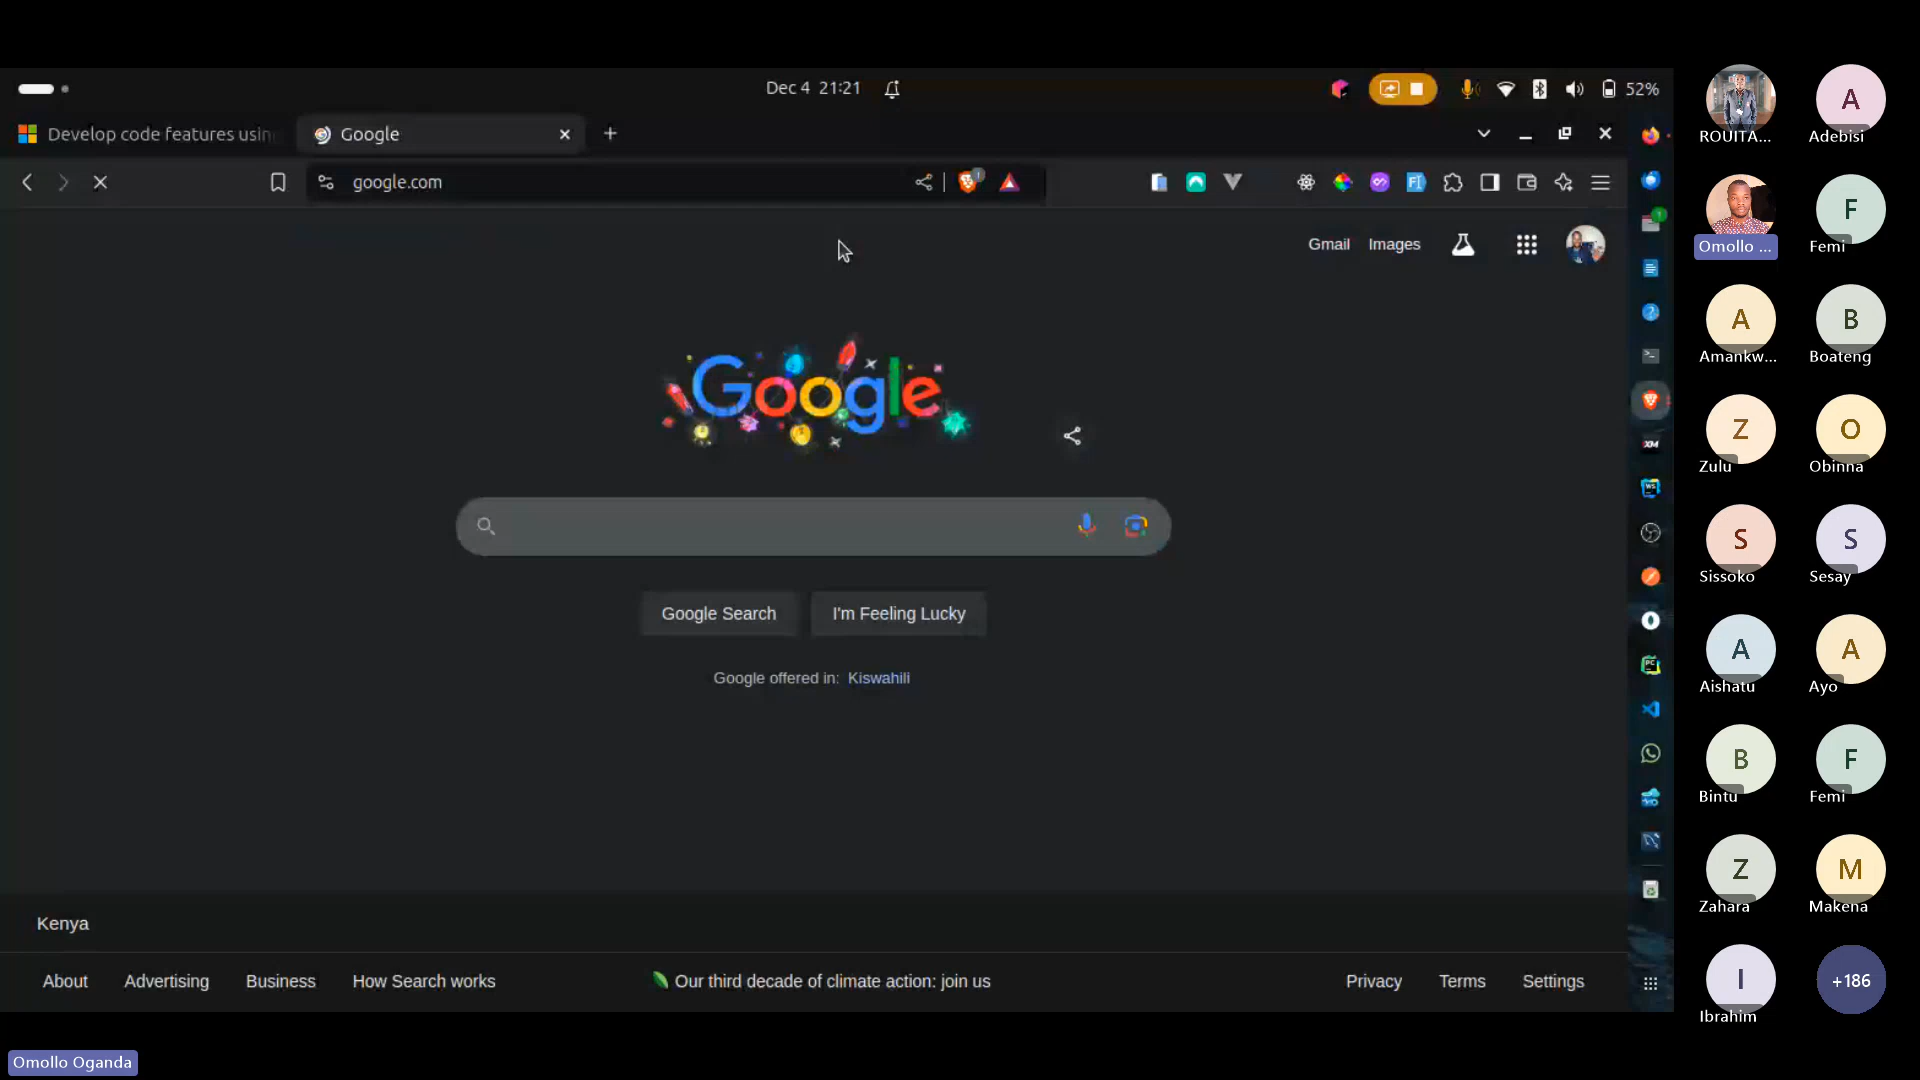 Dec 4 21:21
52%
Develop code features usin
Google
google.com
Gmail Images
Google
Google Search
I'm Feeling Lucky
Google offered in: Kiswahili
Kenya
About Advertising Business How Search works
Our third decade of climate action: join us
Privacy Terms Settings
ROUITA...
A
Adebisi
Omollo ...
F
Femi
A
Amankw...
B
Boateng
Z
Zulu
O
Obinna
S
Sissoko
S
Sesay
A
Aishatu
A
Ayo
B
Bintu
F
Femi
Z
Zahara
M
Makena
I
Ibrahim
+186
Omollo Oganda